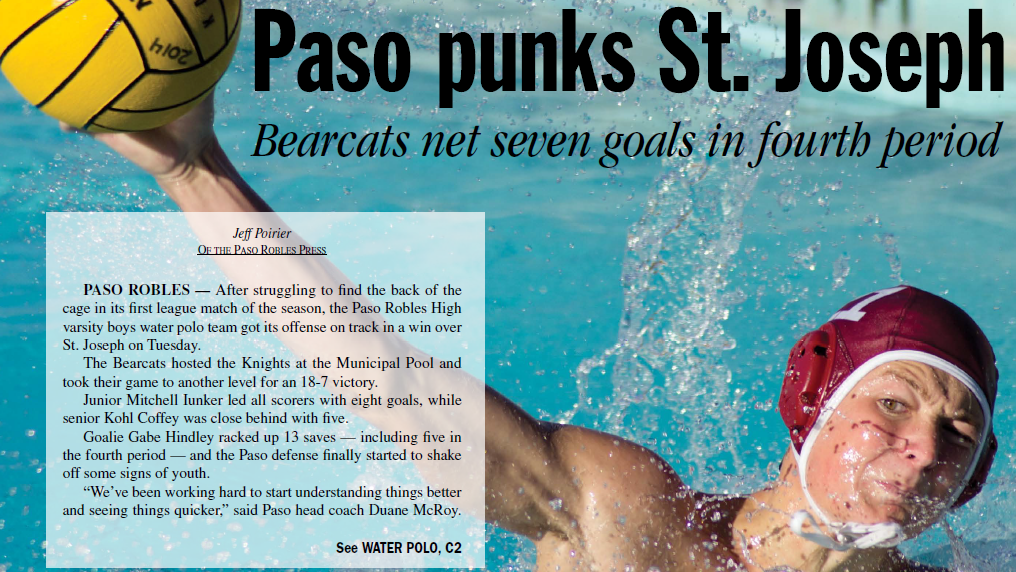 2014
Paso punks St. Joseph
Bearcats net seven goals in fourth period
Jeff Poirier
OF THE PASO ROBLES PRESS
PASO ROBLES — After struggling to find the back of the
cage in its first league match of the season, the Paso Robles High
varsity boys water polo team got its offense on track in a win over
St. Joseph on Tuesday.
The Bearcats hosted the Knights at the Municipal Pool and
took their game to another level for an 18-7 victory.
Junior Mitchell Iunker led all scorers with eight goals, while
senior Kohl Coffey was close behind with five.
Goalie Gabe Hindley racked up 13 saves — including five in
the fourth period — and the Paso defense finally started to shake
off some signs of youth.
“We’ve been working hard to start understanding things better
and seeing things quicker,” said Paso head coach Duane McRoy.
See WATER POLO, C2
1